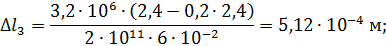 Δl₃ = (3,2 · 10⁶ · (2,4 − 0,2 · 2,4)) / (2 · 10¹¹ · 6 · 10⁻²) = 5,12 · 10⁻⁴ м;